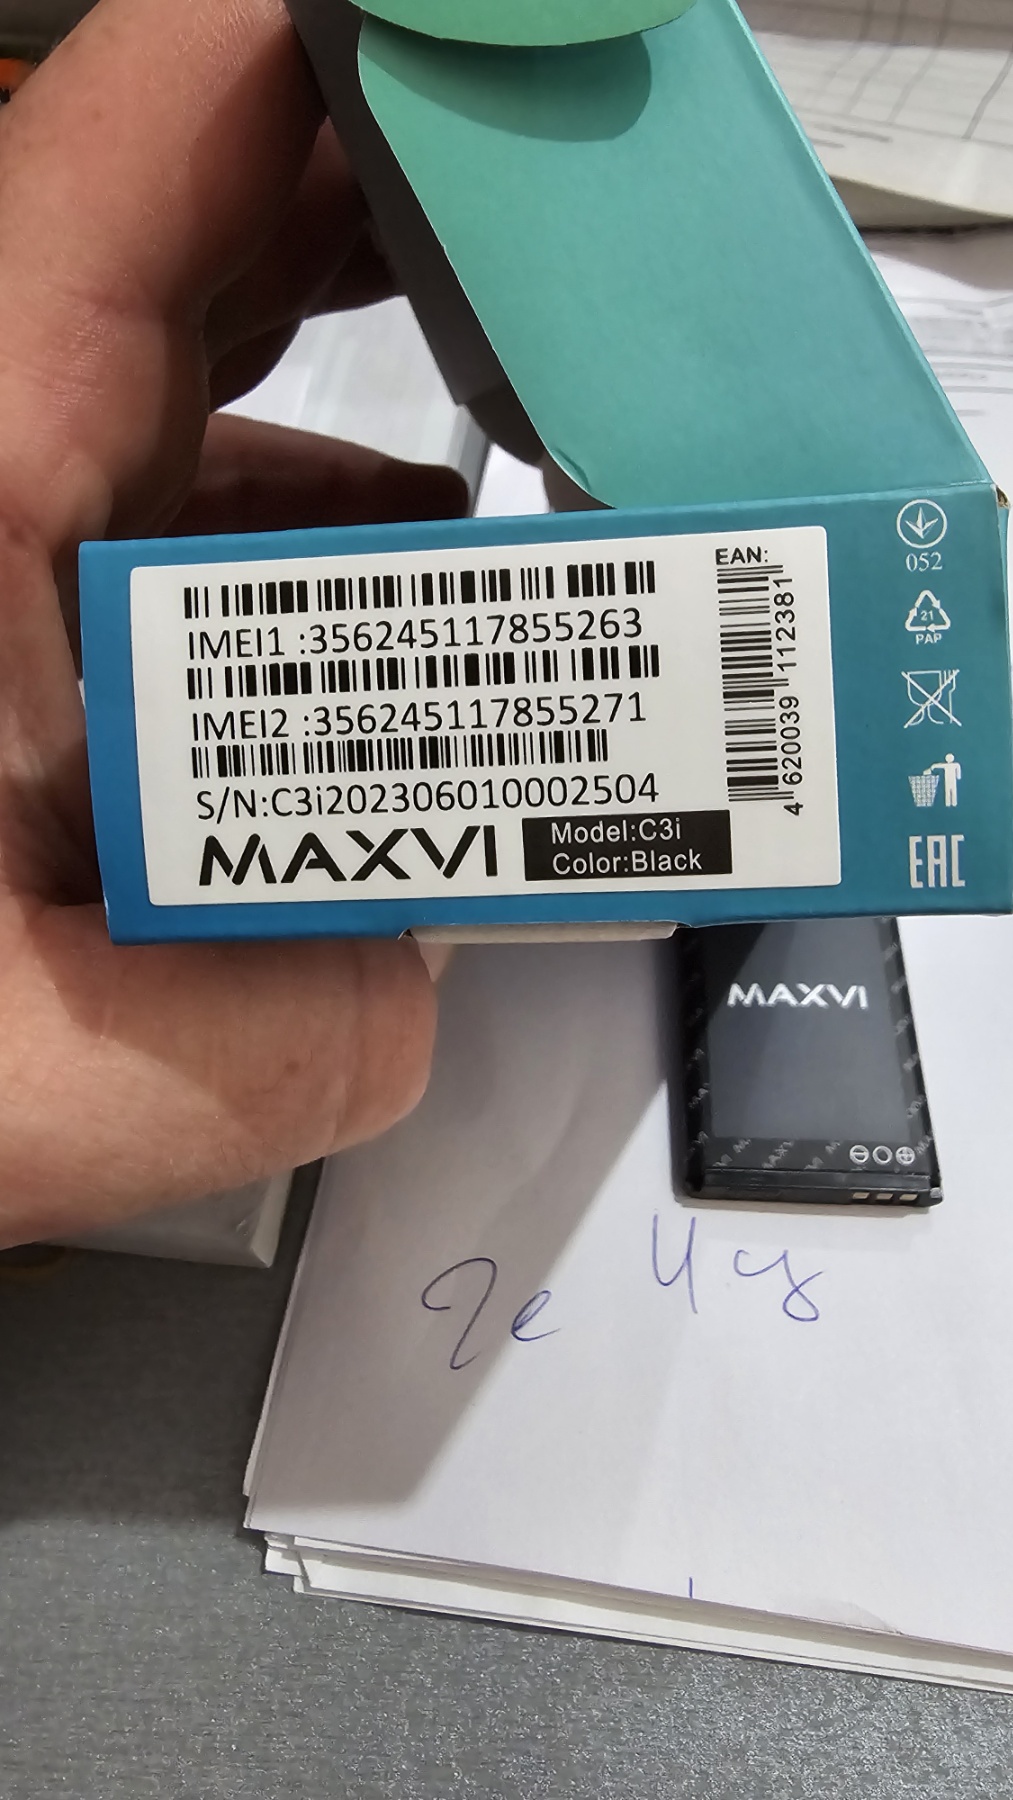 IMEI1 :356245117855263
IMEI2 :356245117855271
S/N:C3i202306010002504
MAXVI
Model:C3i
Color:Black
EAN:
4 620039 112381
052
21
PAP
EAC
MAXVI